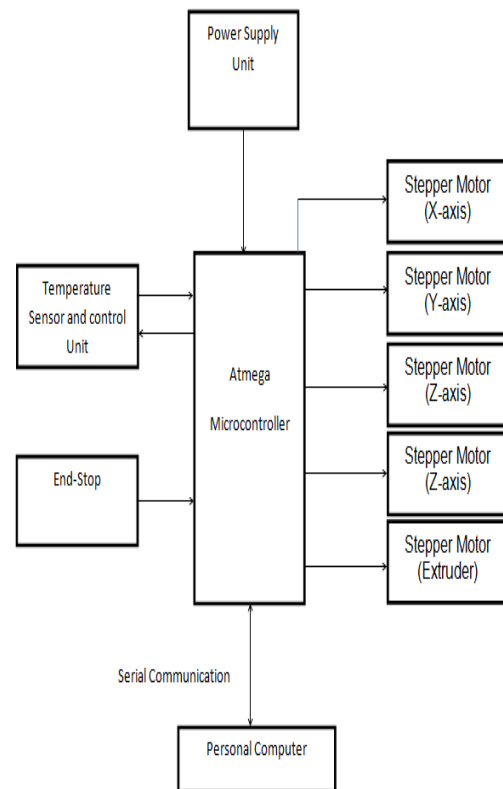 Power Supply
Unit
Stepper Motor
(X-axis)
Temperature
Sensor and control
Unit
Stepper Motor
(Y-axis)
Atmega
Microcontroller
Stepper Motor
(Z-axis)
End-Stop
Stepper Motor
(Z-axis)
Stepper Motor
(Extruder)
Serial Communication
Personal Computer